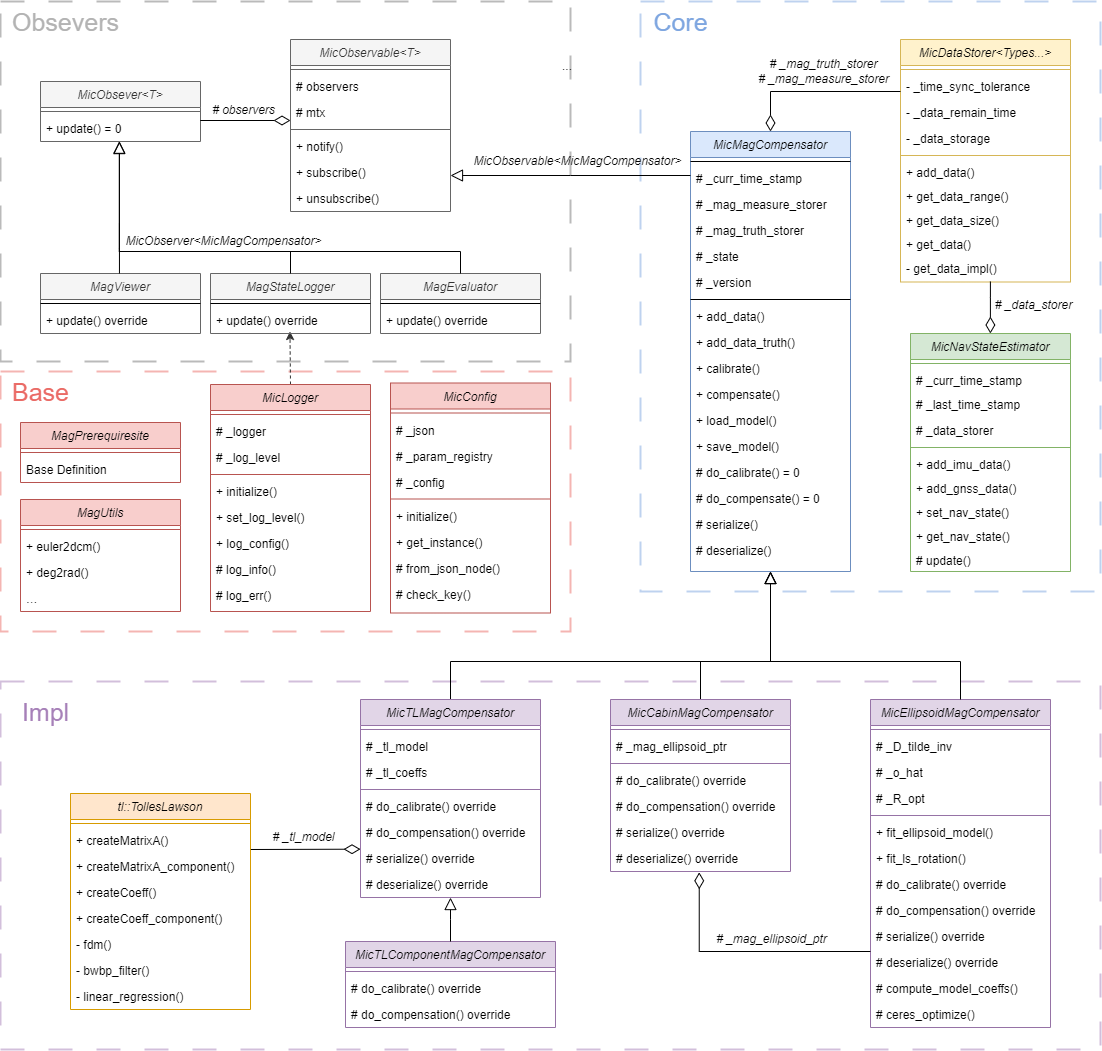 Obsevers
MicObsever<T>
+ update() = 0
# observers
MicObservable<T>
# observers
# mtx
+ notify()
+ subscribe()
+ unsubscribe()
...
MicObservable<MicMagCompensator>
MicObserver<MicMagCompensator>
MagViewer
+ update() override
MagStateLogger
+ update() override
MagEvaluator
+ update() override
Core
# _mag_truth_storer
# _mag_measure_storer
MicDataStorer<Types...>
- _time_sync_tolerance
- _data_remain_time
- _data_storage
+ add_data()
+ get_data_range()
+ get_data_size()
+ get_data()
- get_data_impl()
MicMagCompensator
# _curr_time_stamp
# _mag_measure_storer
# _mag_truth_storer
# _state
# _version
+ add_data()
+ add_data_truth()
+ calibrate()
+ compensate()
+ load_model()
+ save_model()
# do_calibrate() = 0
# do_compensate() = 0
# serialize()
# deserialize()
# _data_storer
MicNavStateEstimator
# _curr_time_stamp
# _last_time_stamp
# _data_storer
+ add_imu_data()
+ add_gnss_data()
+ set_nav_state()
+ get_nav_state()
# update()
Base
MagPrerequiresite
Base Definition
MagUtils
+ euler2dcm()
+ deg2rad()
...
MicLogger
# _logger
# _log_level
+ initialize()
+ set_log_level()
+ log_config()
# log_info()
# log_err()
MicConfig
# _json
# _param_registry
# _config
+ initialize()
+ get_instance()
# from_json_node()
# check_key()
Impl
tl::TollesLawson
+ createMatrixA()
+ createMatrixA_component()
+ createCoeff()
+ createCoeff_component()
- fdm()
- bwbp_filter()
- linear_regression()
# _tl_model
MicTLMagCompensator
# _tl_model
# _tl_coeffs
# do_calibrate() override
# do_compensation() override
# serialize() override
# deserialize() override
MicTLComponentMagCompensator
# do_calibrate() override
# do_compensation() override
MicCabinMagCompensator
# _mag_ellipsoid_ptr
# do_calibrate() override
# do_compensation() override
# serialize() override
# deserialize() override
# _mag_ellipsoid_ptr
MicEllipsoidMagCompensator
# _D_tilde_inv
# _o_hat
# _R_opt
+ fit_ellipsoid_model()
+ fit_ls_rotation()
# do_calibrate() override
# do_compensation() override
# serialize() override
# deserialize() override
# compute_model_coeffs()
# ceres_optimize()